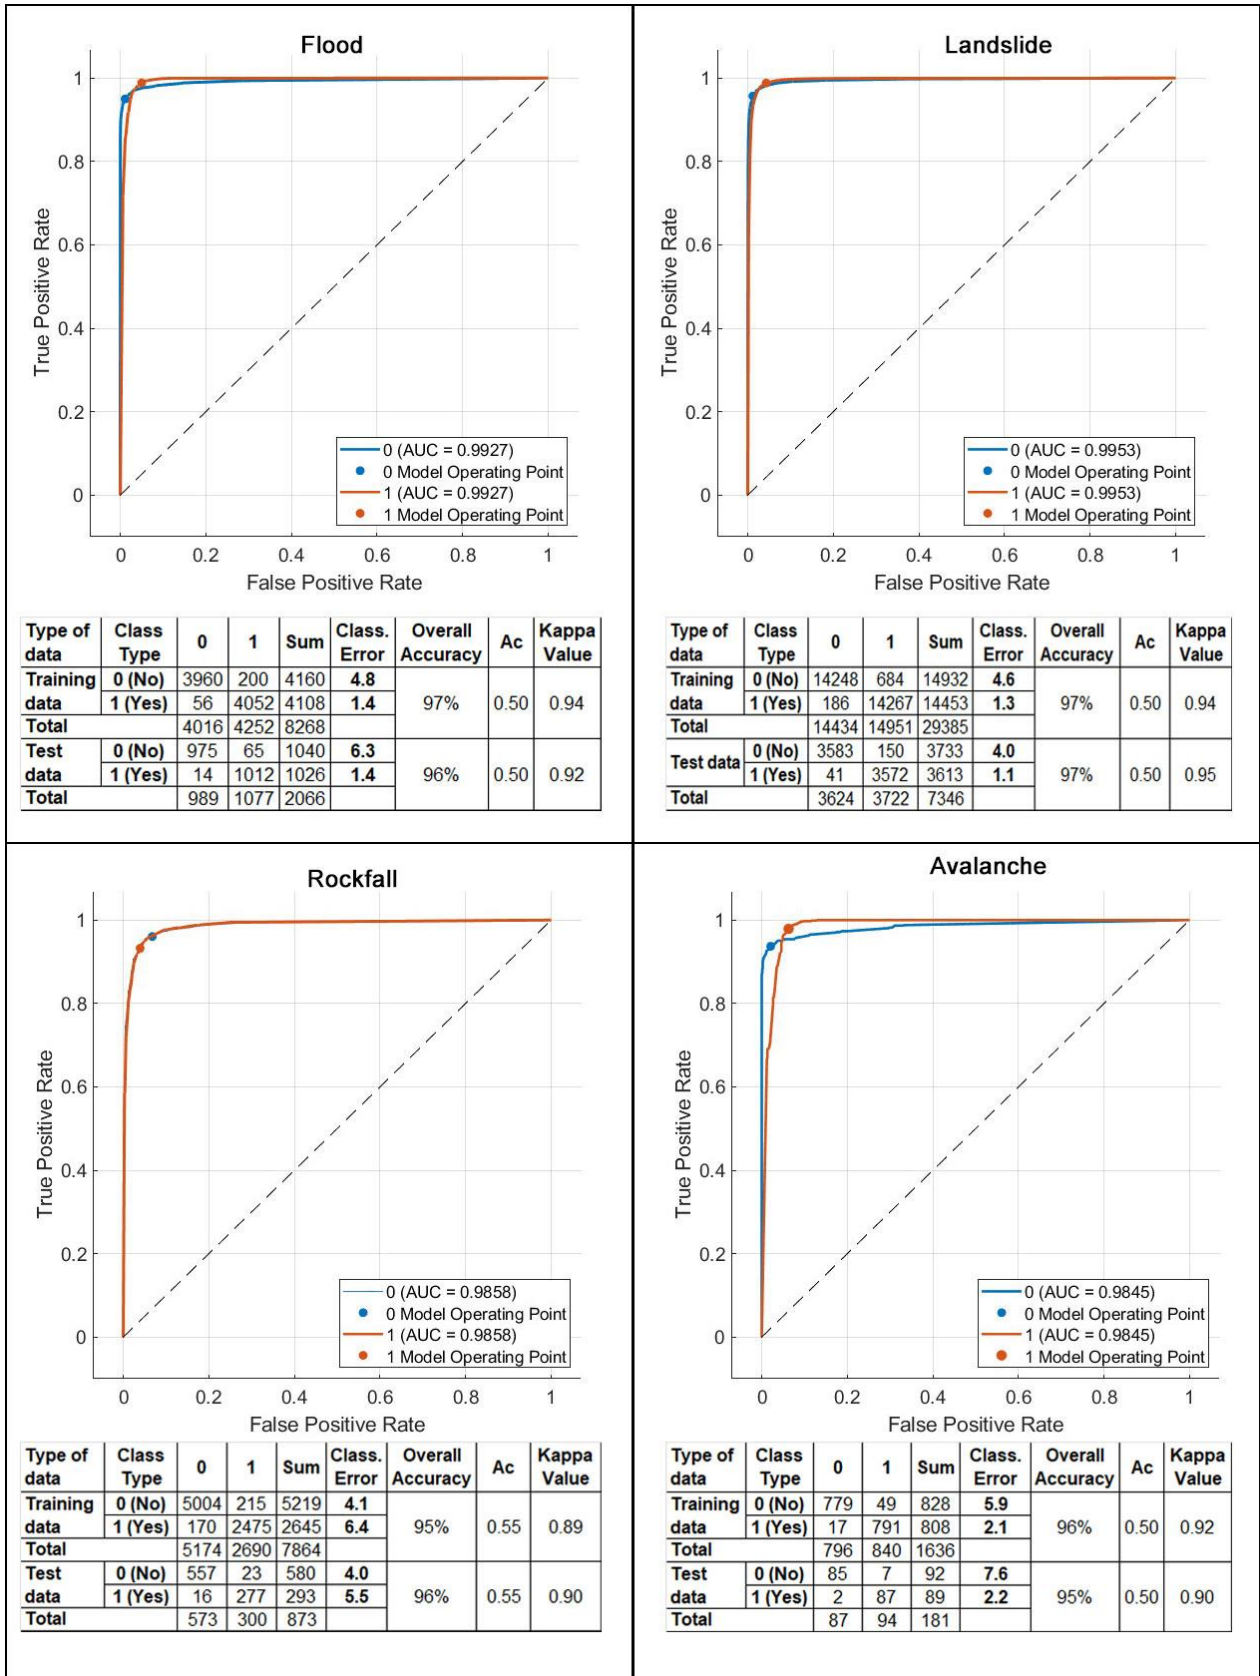 Flood
1
0.8
0.6
0.4
0.2
0
True Positive Rate
0 (AUC = 0.9927)
0 Model Operating Point
1 (AUC = 0.9927)
1 Model Operating Point
0 0.2 0.4 0.6 0.8 1
False Positive Rate
Type of data Class Type 0 1 Sum Class. Error Overall Accuracy Ac Kappa Value
Training data 0 (No) 3960 200 4160 4.8 97% 0.50 0.94
1 (Yes) 56 4052 4108 1.4
Total 4016 4252 8268
Test data 0 (No) 975 65 1040 6.3 96% 0.50 0.92
1 (Yes) 14 1012 1026 1.4
Total 989 1077 2066
Landslide
1
0.8
0.6
0.4
0.2
0
True Positive Rate
0 (AUC = 0.9953)
0 Model Operating Point
1 (AUC = 0.9953)
1 Model Operating Point
0 0.2 0.4 0.6 0.8 1
False Positive Rate
Type of data Class Type 0 1 Sum Class. Error Overall Accuracy Ac Kappa Value
Training data 0 (No) 14248 684 14932 4.6 97% 0.50 0.94
1 (Yes) 186 14267 14453 1.3
Total 14434 14951 29385
Test data 0 (No) 3583 150 3733 4.0 97% 0.50 0.95
1 (Yes) 41 3572 3613 1.1
Total 3624 3722 7346
Rockfall
1
0.8
0.6
0.4
0.2
0
True Positive Rate
0 (AUC = 0.9858)
0 Model Operating Point
1 (AUC = 0.9858)
1 Model Operating Point
0 0.2 0.4 0.6 0.8 1
False Positive Rate
Type of data Class Type 0 1 Sum Class. Error Overall Accuracy Ac Kappa Value
Training data 0 (No) 5004 215 5219 4.1 95% 0.55 0.89
1 (Yes) 170 2475 2645 6.4
Total 5174 2690 7864
Test data 0 (No) 557 23 580 4.0 96% 0.55 0.90
1 (Yes) 16 277 293 5.5
Total 573 300 873
Avalanche
1
0.8
0.6
0.4
0.2
0
True Positive Rate
0 (AUC = 0.9845)
0 Model Operating Point
1 (AUC = 0.9845)
1 Model Operating Point
0 0.2 0.4 0.6 0.8 1
False Positive Rate
Type of data Class Type 0 1 Sum Class. Error Overall Accuracy Ac Kappa Value
Training data 0 (No) 779 49 828 5.9 96% 0.50 0.92
1 (Yes) 17 791 808 2.1
Total 796 840 1636
Test data 0 (No) 85 7 92 7.6 95% 0.50 0.90
1 (Yes) 2 87 89 2.2
Total 87 94 181